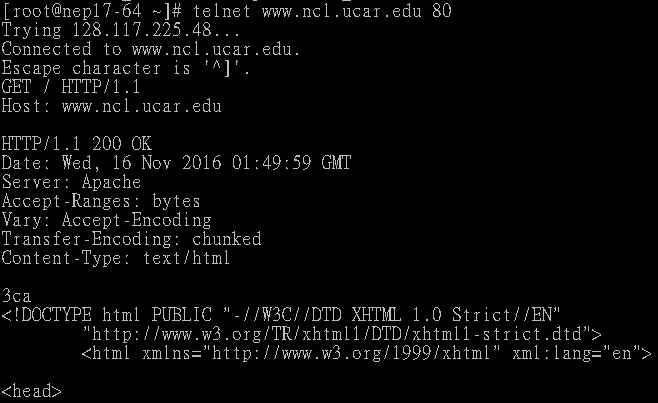 [root@nep17-64 ~]# telnet www.ncl.ucar.edu 80
Trying 128.117.225.48...
Connected to www.ncl.ucar.edu.
Escape character is '^]'.
GET / HTTP/1.1
Host: www.ncl.ucar.edu

HTTP/1.1 200 OK
Date: Wed, 16 Nov 2016 01:49:59 GMT
Server: Apache
Accept-Ranges: bytes
Vary: Accept-Encoding
Transfer-Encoding: chunked
Content-Type: text/html

3ca
<!DOCTYPE html PUBLIC "-//W3C//DTD XHTML 1.0 Strict//EN"
        "http://www.w3.org/TR/xhtml1/DTD/xhtml1-strict.dtd">
        <html xmlns="http://www.w3.org/1999/xhtml" xml:lang="en">

<head>